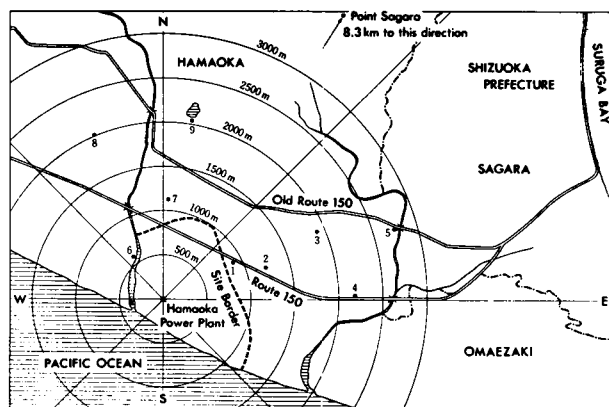 N
Point Sagara
8.3 km to this direction
3000 m
HAMAOKA
2500 m
SHIZUOKA
PREFECTURE
SURUGA BAY
2000 m
9
8
1500 m
SAGARA
Old Route 150
7
1000 m
5
3
6
500 m
1
2
Site Border
Route 150
4
W
Hamaoka
Power Plant
E
PACIFIC OCEAN
OMAEZAKI
S